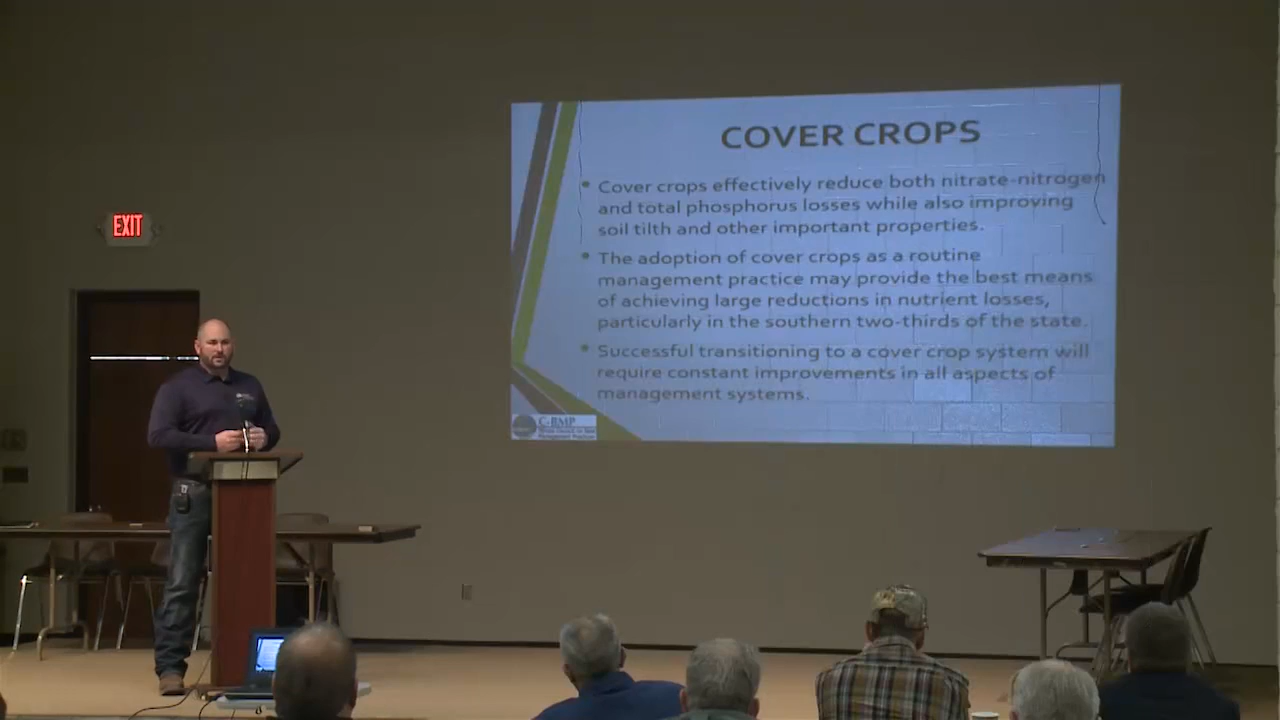 EXIT
COVER CROPS
• Cover crops effectively reduce both nitrate-nitrogen
and total phosphorus losses while also improving
soil tilth and other important properties.
• The adoption of cover crops as a routine
management practice may provide the best means
of achieving large reductions in nutrient losses,
particularly in the southern two-thirds of the state.
• Successful transitioning to a cover crop system will
require constant improvements in all aspects of
management systems.
C-BMP